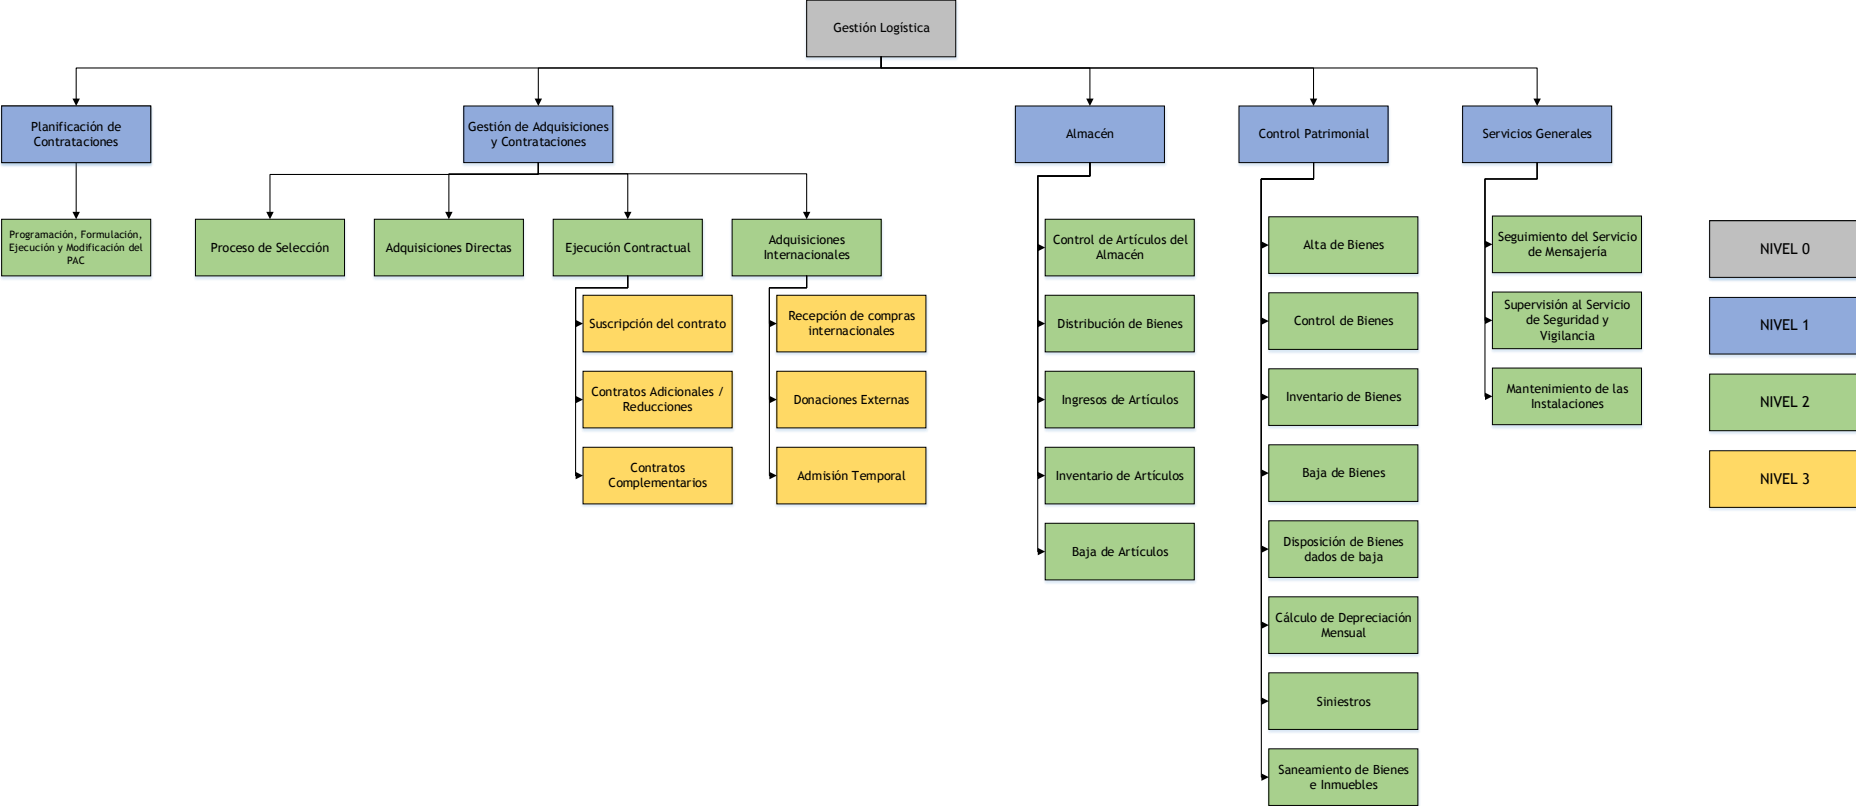 Gestión Logística
Planificación de
Contrataciones
Gestión de Adquisiciones
y Contrataciones
Almacén
Control Patrimonial
Servicios Generales
Programación, Formulación,
Ejecución y Modificación del
PAC
Proceso de Selección
Adquisiciones Directas
Ejecución Contractual
Adquisiciones
Internacionales
Suscripción del contrato
Contratos Adicionales /
Reducciones
Contratos
Complementarios
Recepción de compras
internacionales
Donaciones Externas
Admisión Temporal
Control de Artículos del
Almacén
Distribución de Bienes
Ingresos de Artículos
Inventario de Artículos
Baja de Artículos
Alta de Bienes
Control de Bienes
Inventario de Bienes
Baja de Bienes
Disposición de Bienes
dados de baja
Cálculo de Depreciación
Mensual
Siniestros
Saneamiento de Bienes
e Inmuebles
Seguimiento del Servicio
de Mensajería
Supervisión al Servicio
de Seguridad y
Vigilancia
Mantenimiento de las
Instalaciones
NIVEL 0
NIVEL 1
NIVEL 2
NIVEL 3